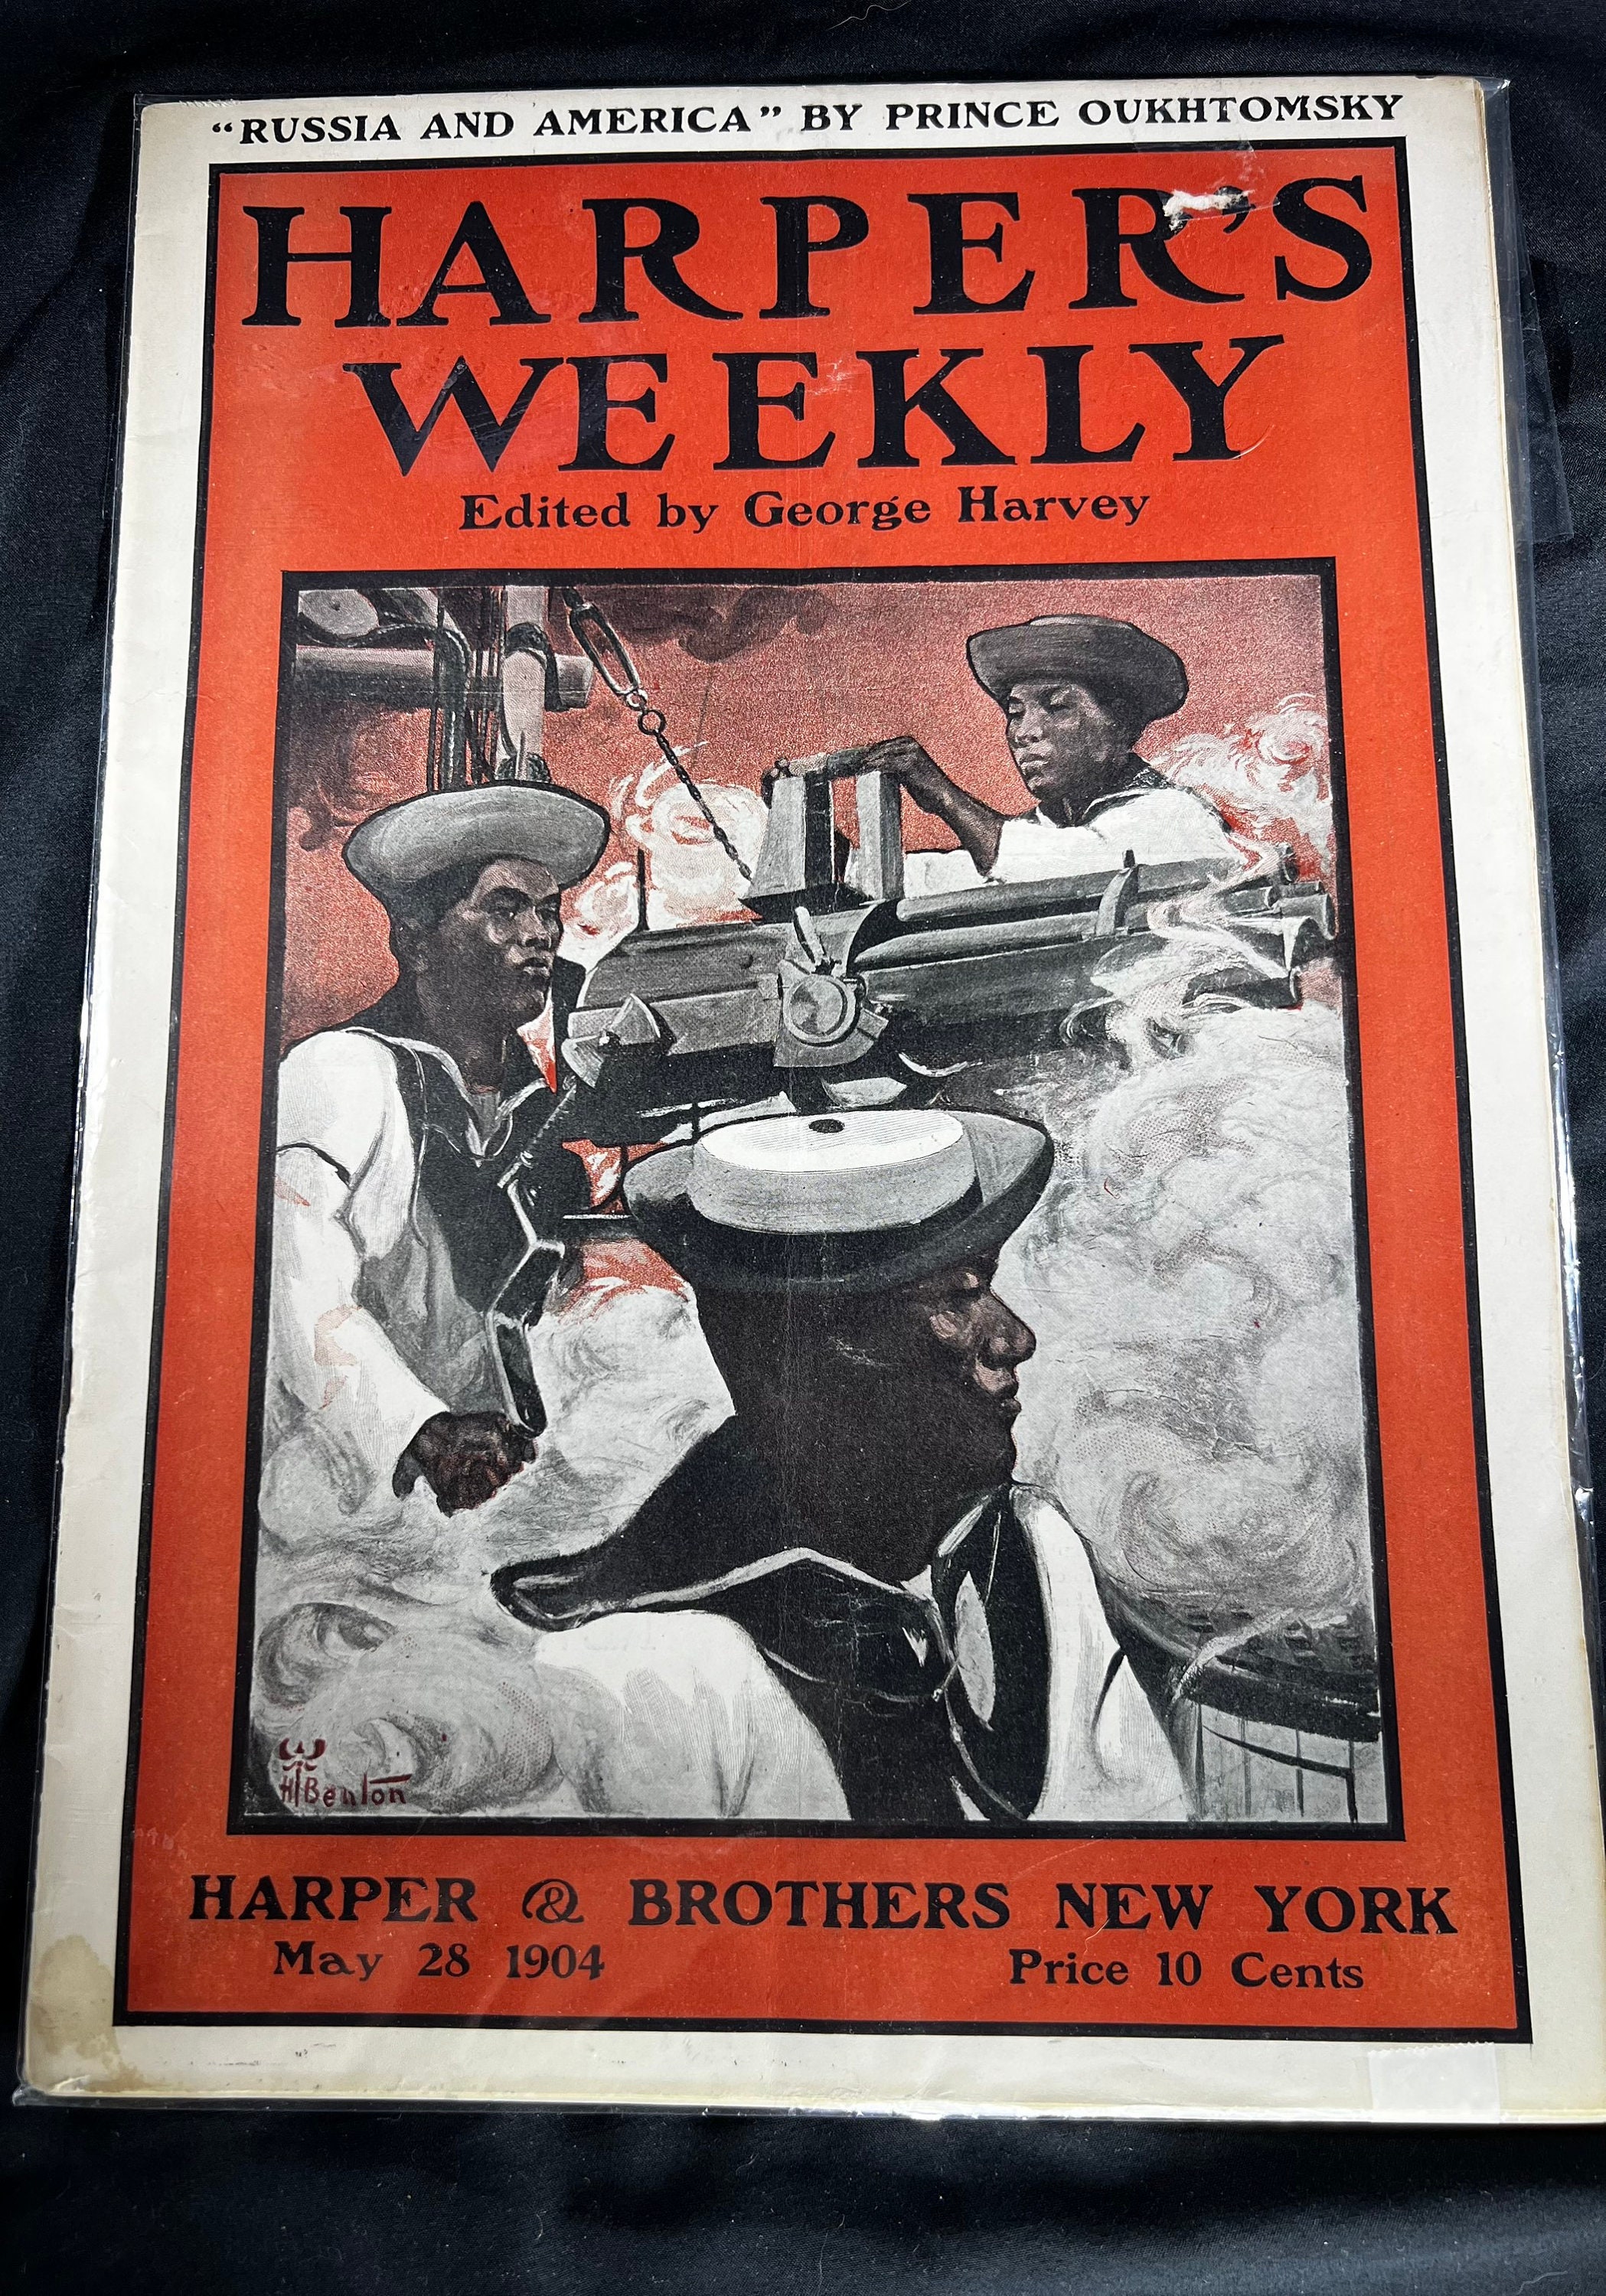 "RUSSIA AND AMERICA" BY PRINCE OUKHTOMSKY
HARPER'S
WEEKLY
Edited by George Harvey
HTBenton
HARPER & BROTHERS NEW YORK
May 28 1904
Price 10 Cents